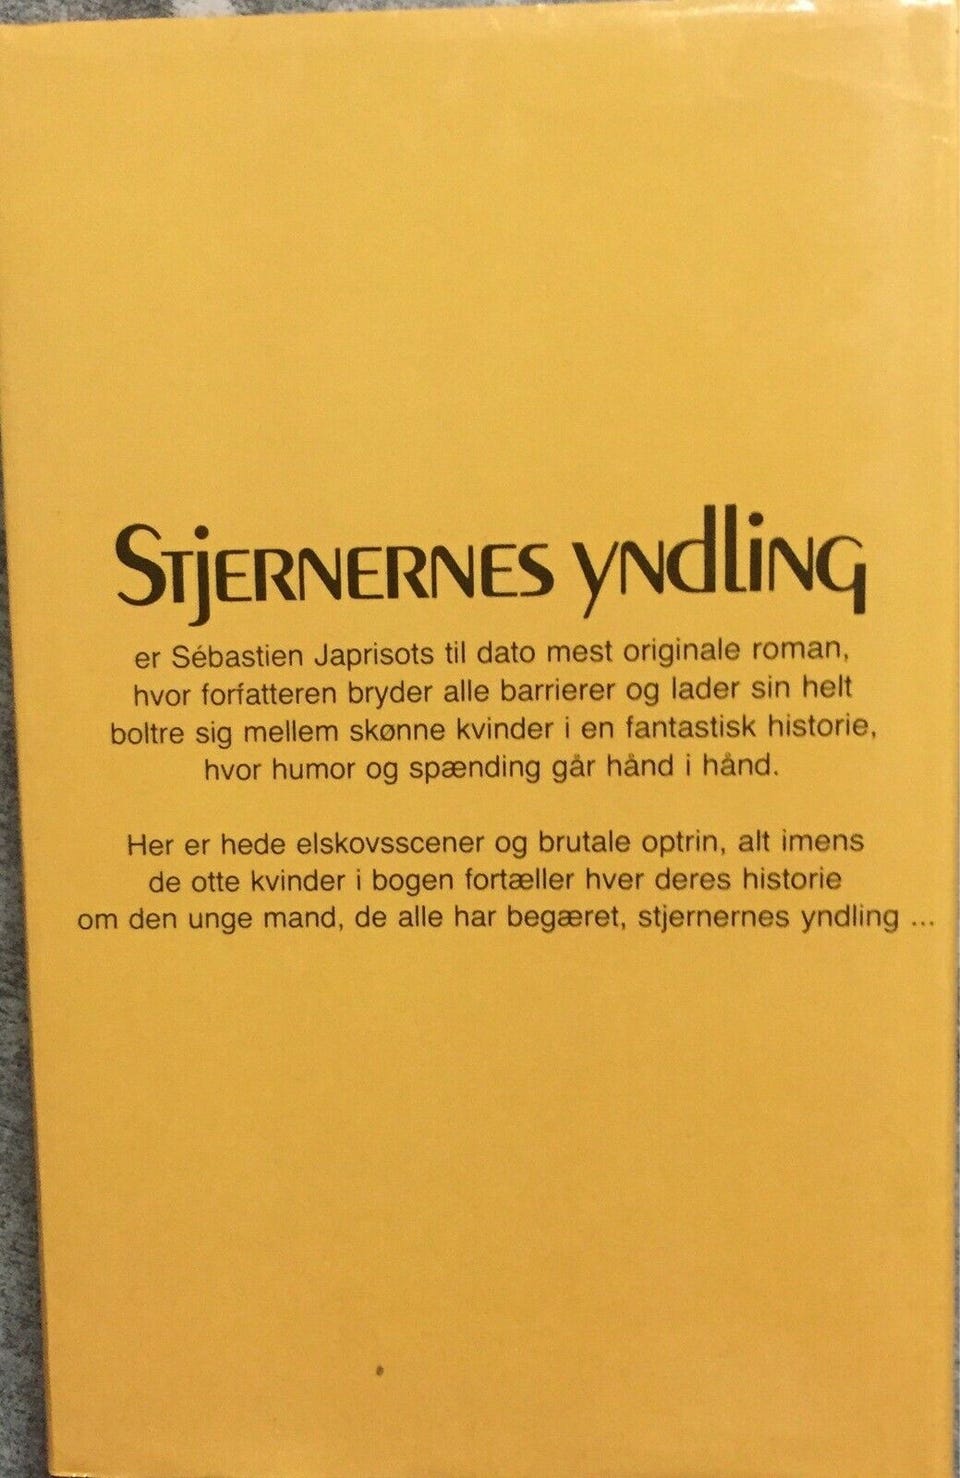 Stjernernes yndling
er Sébastien Japrisots til dato mest originale roman,
hvor forfatteren bryder alle barrierer og lader sin helt
boltre sig mellem skønne kvinder i en fantastisk historie,
hvor humor og spænding går hånd i hånd.
Her er hede elskovsscener og brutale optrin, alt imens
de otte kvinder i bogen fortæller hver deres historie
om den unge mand, de alle har begæret, stjernernes yndling ...